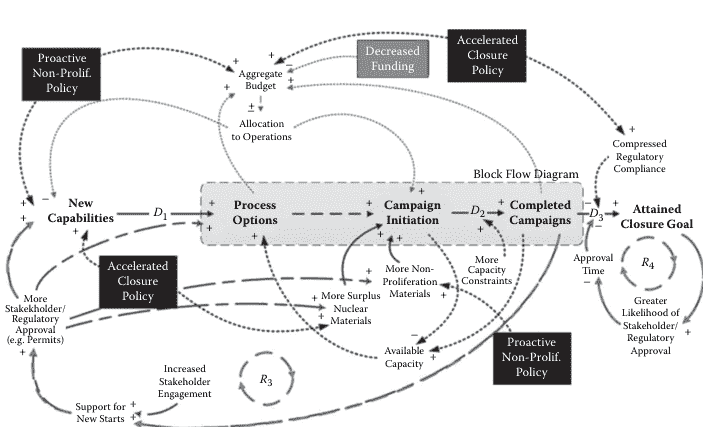 Proactive
Non-Prolif.
Policy
Aggregate
Budget
Decreased
Funding
Accelerated
Closure
Policy
Allocation
to Operations
Compressed
Regulatory
Compliance
Block Flow Diagram
New
Capabilities
D1
Process
Options
Campaign
Initiation
D2
Completed
Campaigns
D3
Attained
Closure Goal
Accelerated
Closure
Policy
More
Stakekholder/
Regulatory
Approval
(e.g. Permits)
More Surplus
Nuclear
Materials
More Non-
Proliferation
Materials
More
Capacity
Constraints
Approval
Time
R4
Greater
Likelihood of
Stakeholder/
Regulatory
Approval
Available
Capacity
Proactive
Non-Prolif.
Policy
Increased
Stakeholder
Engagement
R3
Support for
New Starts